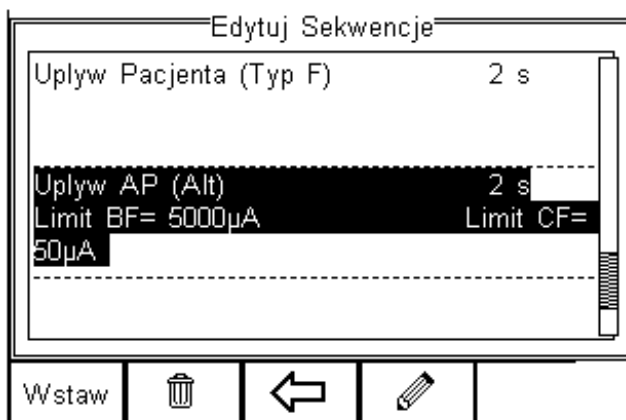 Edytuj Sekwencje
Uplyw Pacjenta (Typ F) 2 s
Uplyw AP (Alt) 2 s
Limit BF= 5000µA Limit CF=
50µA
Wstaw